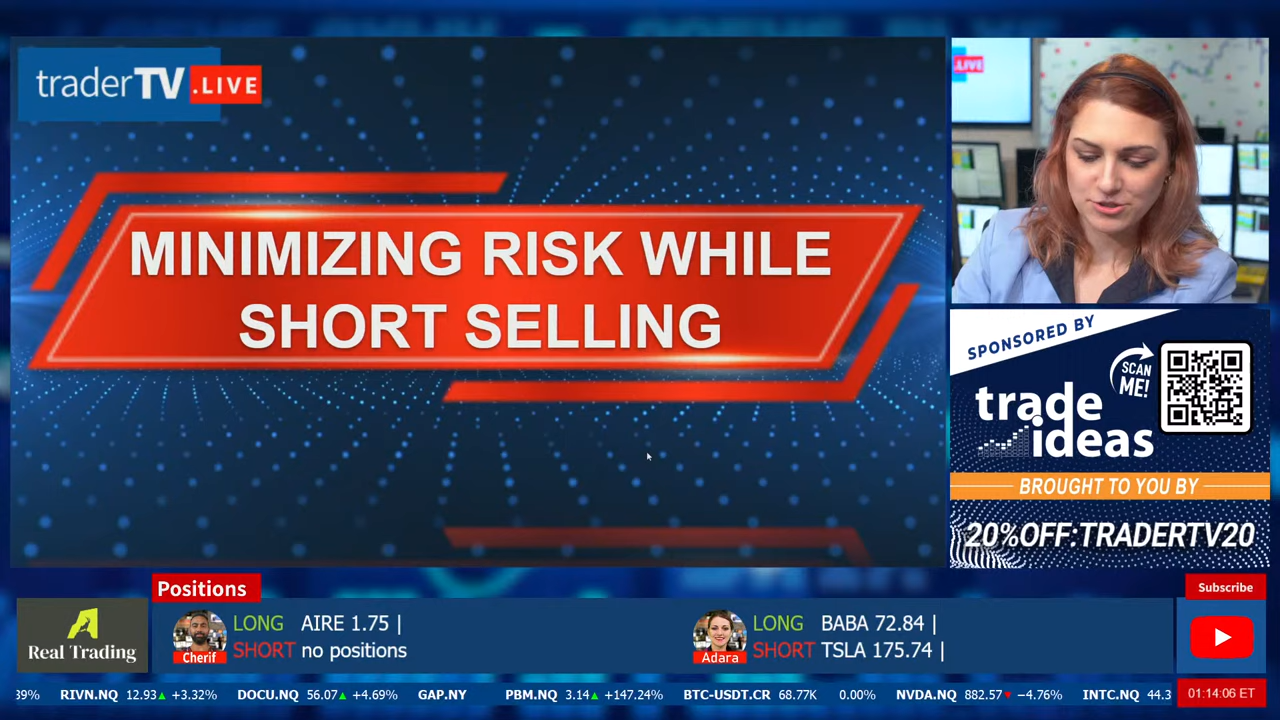 traderTV.LIVE
MINIMIZING RISK WHILE
SHORT SELLING
.LIVE
SPONSORED BY
SCAN
ME!
trade
ideas
BROUGHT TO YOU BY
20%OFF:TRADERTV20
Positions
Subscribe
Real Trading
Cherif
LONG AIRE 1.75 |
SHORT no positions
Adara
LONG BABA 72.84 |
SHORT TSLA 175.74 |
39% RIVN.NQ 12.93▲ +3.32% DOCU.NQ 56.07▲ +4.69% GAP.NY PBM.NQ 3.14▲ +147.24% BTC-USDT.CR 68.77K 0.00% NVDA.NQ 882.57▼ −4.76% INTC.NQ 44.3
01:14:06 ET